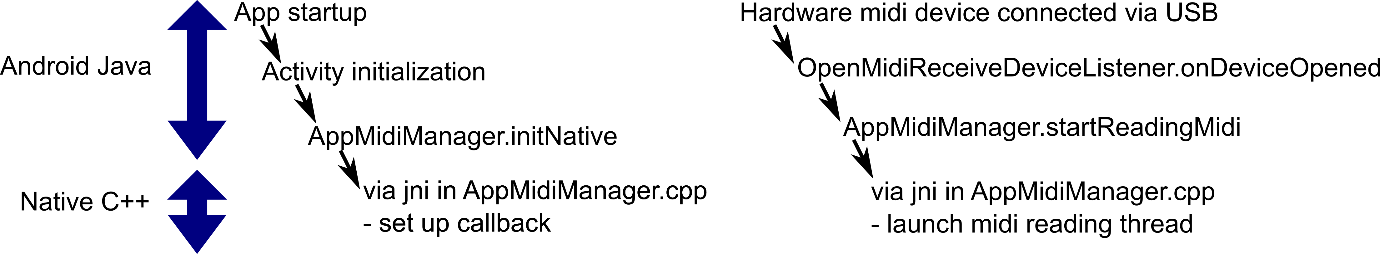 Android Java
Native C++
App startup
Activity initialization
AppMidiManager.initNative
via jni in AppMidiManager.cpp
- set up callback
Hardware midi device connected via USB
OpenMidiReceiveDeviceListener.onDeviceOpened
AppMidiManager.startReadingMidi
via jni in AppMidiManager.cpp
- launch midi reading thread